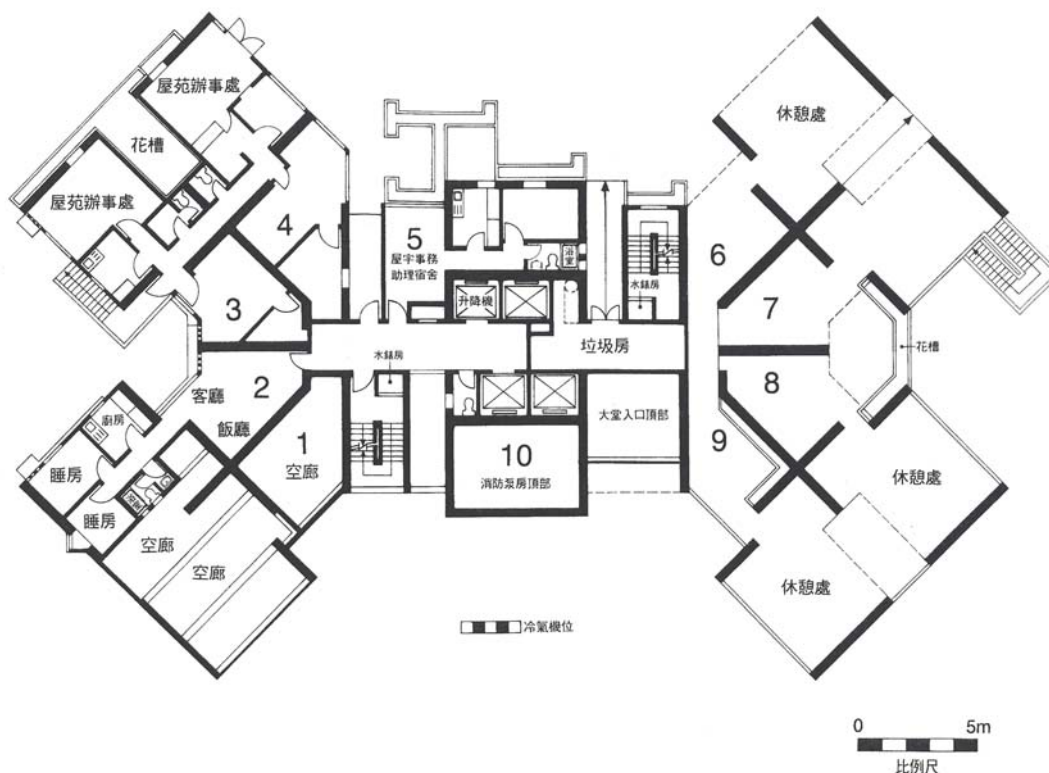 屋苑辦事處
花槽
屋苑辦事處
休憩處
4
5
屋宇事務
助理宿舍
浴室
6
升降機
水錶房
3
7
水錶房
垃圾房
花槽
2
客廳
飯廳
廚房
8
大堂入口頂部
9
1
空廊
10
消防泵房頂部
睡房
睡房
空廊
空廊
休憩處
休憩處
冷氣機位
0 5m
比例尺